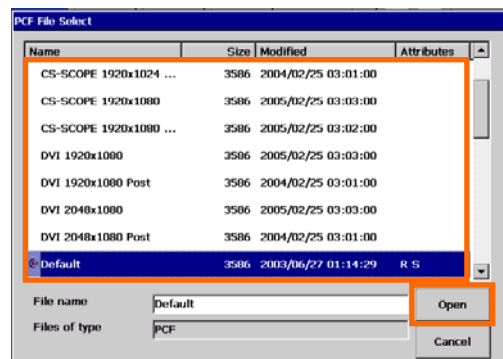 PCF File Select
Name Size Modified Attributes
CS-SCOPE 1920x1024 ... 3586 2004/02/25 03:01:00
CS-SCOPE 1920x1080 3586 2005/02/25 03:03:00
CS-SCOPE 1920x1080 ... 3586 2005/02/25 03:02:00
DVI 1920x1080 3586 2005/02/25 03:03:00
DVI 1920x1080 Post 3586 2004/02/25 03:01:00
DVI 2048x1080 3586 2005/02/25 03:03:00
DVI 2048x1080 Post 3586 2004/02/25 03:01:00
Default 3586 2003/06/27 01:14:29 R S
File name Default Open
Files of type PCF
Cancel